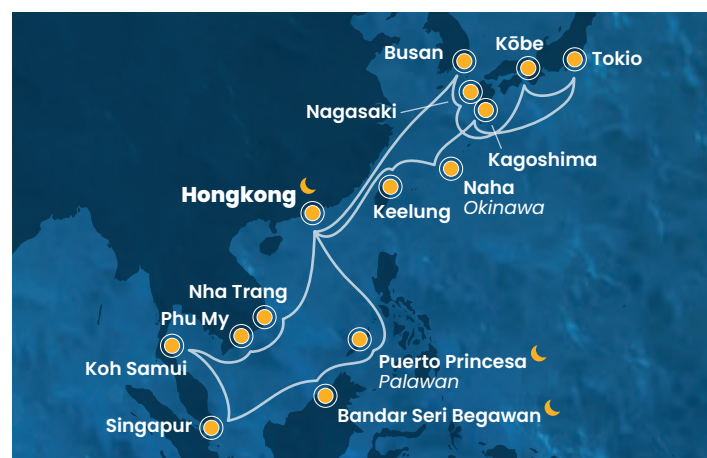 Kōbe
Busan
Tokio
Nagasaki
Kagoshima
Hongkong
Naha
Keelung
Okinawa
Nha Trang
Phu My
Puerto Princesa
Koh Samui
Palawan
Bandar Seri Begawan
Singapur